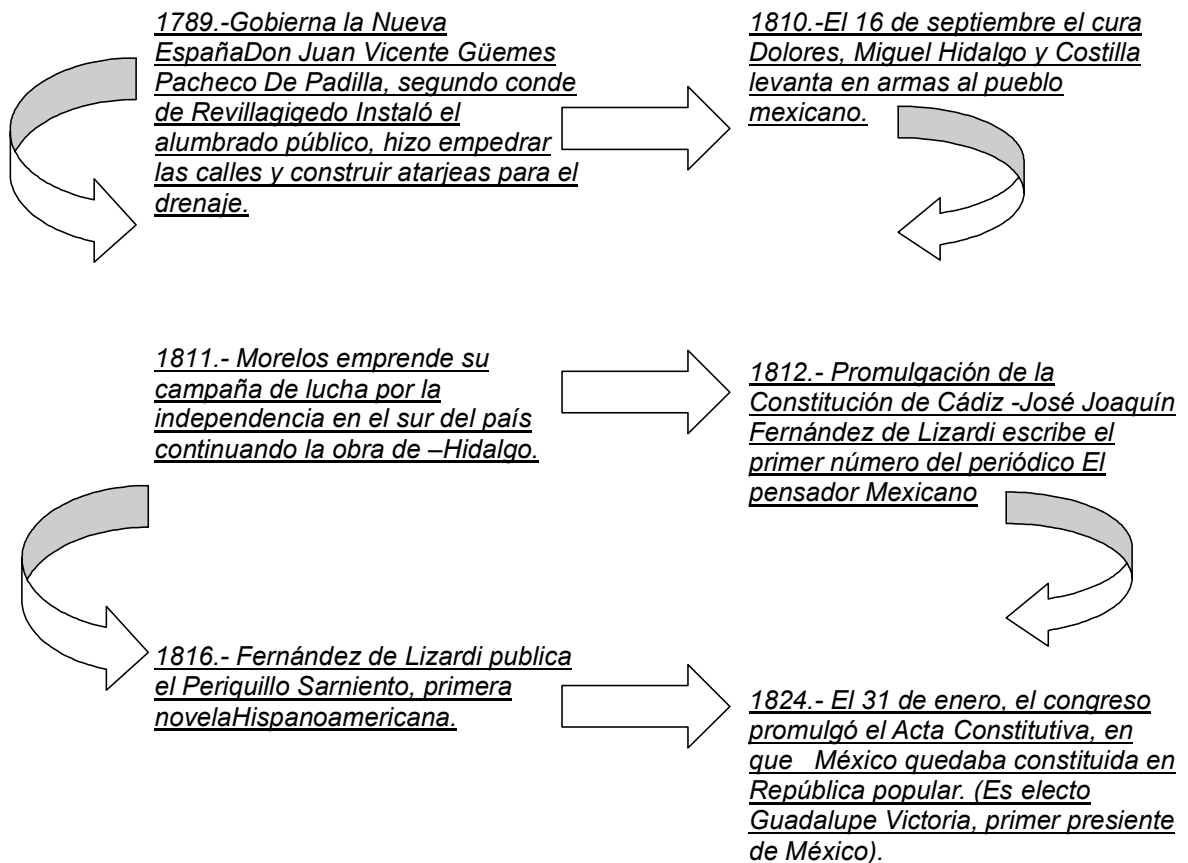 1789.-Gobierna la Nueva
EspañaDon Juan Vicente Güemes
Pacheco De Padilla, segundo conde
de Revillagigedo Instaló el
alumbrado público, hizo empedrar
las calles y construir atarjeas para el
drenaje.
1810.-El 16 de septiembre el cura
Dolores, Miguel Hidalgo y Costilla
levanta en armas al pueblo
mexicano.
1811.- Morelos emprende su
campaña de lucha por la
independencia en el sur del país
continuando la obra de –Hidalgo.
1812.- Promulgación de la
Constitución de Cádiz -José Joaquín
Fernández de Lizardi escribe el
primer número del periódico El
pensador Mexicano
1816.- Fernández de Lizardi publica
el Periquillo Sarniento, primera
novelaHispanoamericana.
1824.- El 31 de enero, el congreso
promulgó el Acta Constitutiva, en
que   México quedaba constituida en
República popular. (Es electo
Guadalupe Victoria, primer presiente
de México).